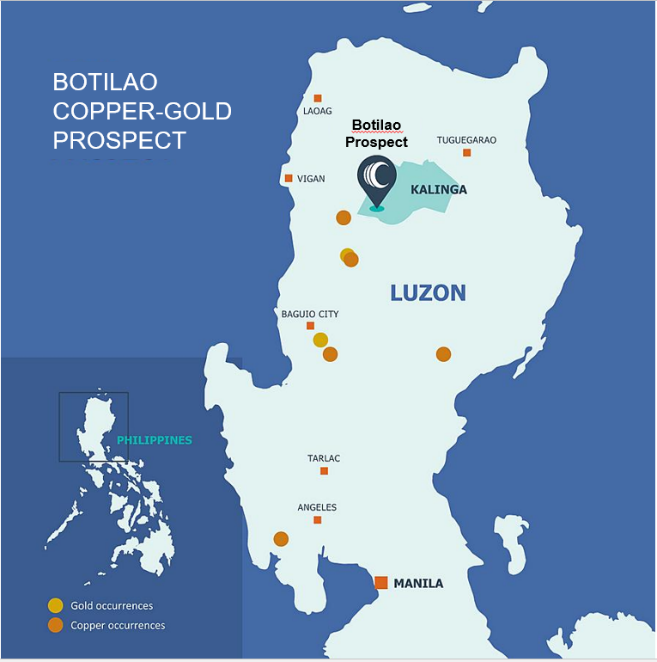 BOTILAO
COPPER-GOLD
PROSPECT
LAOAG
Botilao
Prospect
TUGUEGARAO
VIGAN
KALINGA
LUZON
BAGUIO CITY
PHILIPPINES
TARLAC
ANGELES
MANILA
Gold occurrences
Copper occurrences